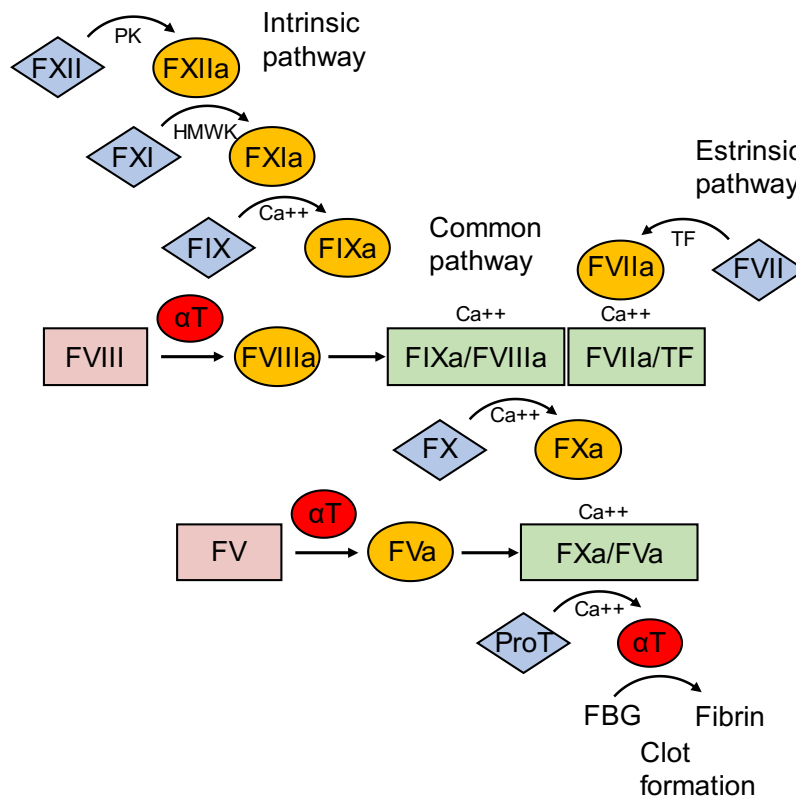 Intrinsic
pathway
PK
FXII
FXIIa
HMWK
FXI
FXIa
Estrinsic
pathway
Ca++
FIX
FIXa
Common
pathway
TF
FVIIa
FVII
αT
Ca++
Ca++
FVIII
FVIIIa
FIXa/FVIIIa
FVIIa/TF
Ca++
FX
FXa
αT
Ca++
FV
FVa
FXa/FVa
Ca++
ProT
αT
FBG
Fibrin
Clot
formation